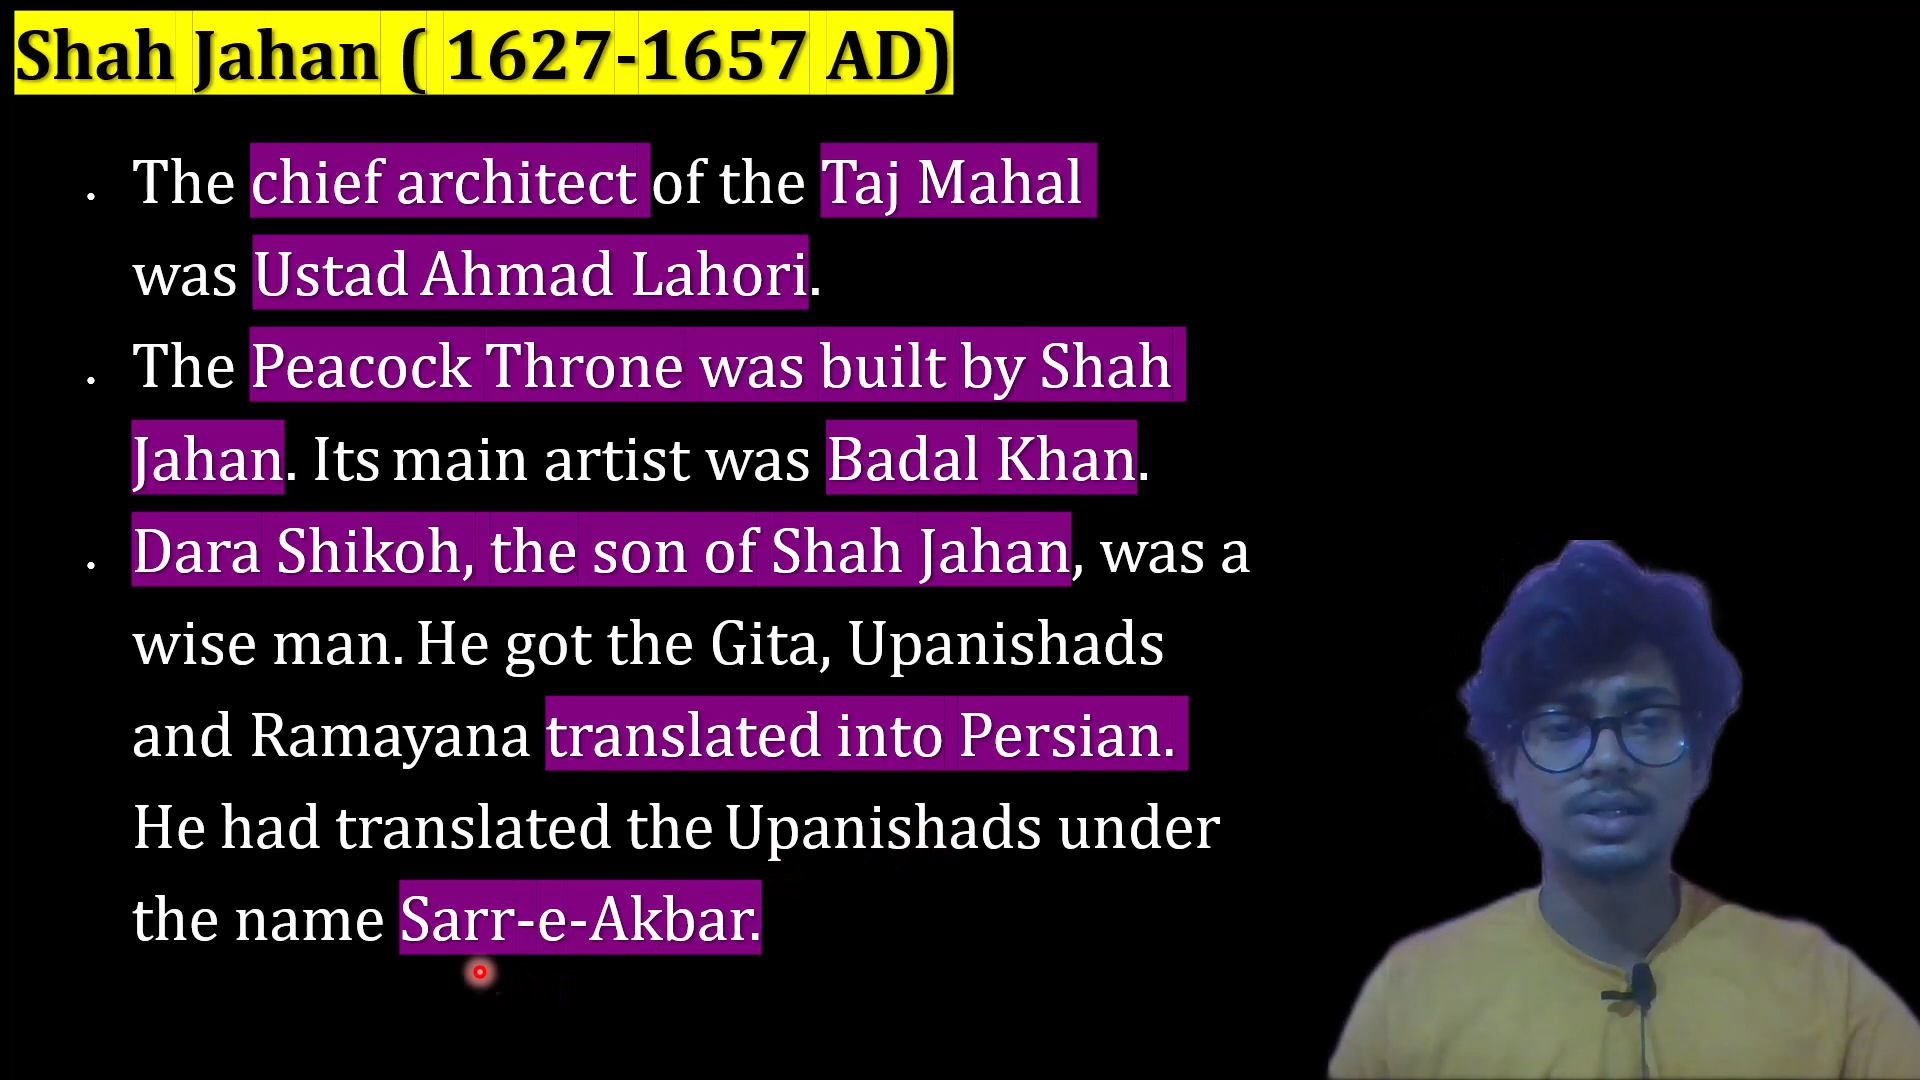 Shah Jahan ( 1627-1657 AD)
. The chief architect of the Taj Mahal
was Ustad Ahmad Lahori.
. The Peacock Throne was built by Shah
Jahan. Its main artist was Badal Khan.
. Dara Shikoh, the son of Shah Jahan, was a
wise man. He got the Gita, Upanishads
and Ramayana translated into Persian.
He had translated the Upanishads under
the name Sarr-e-Akbar.